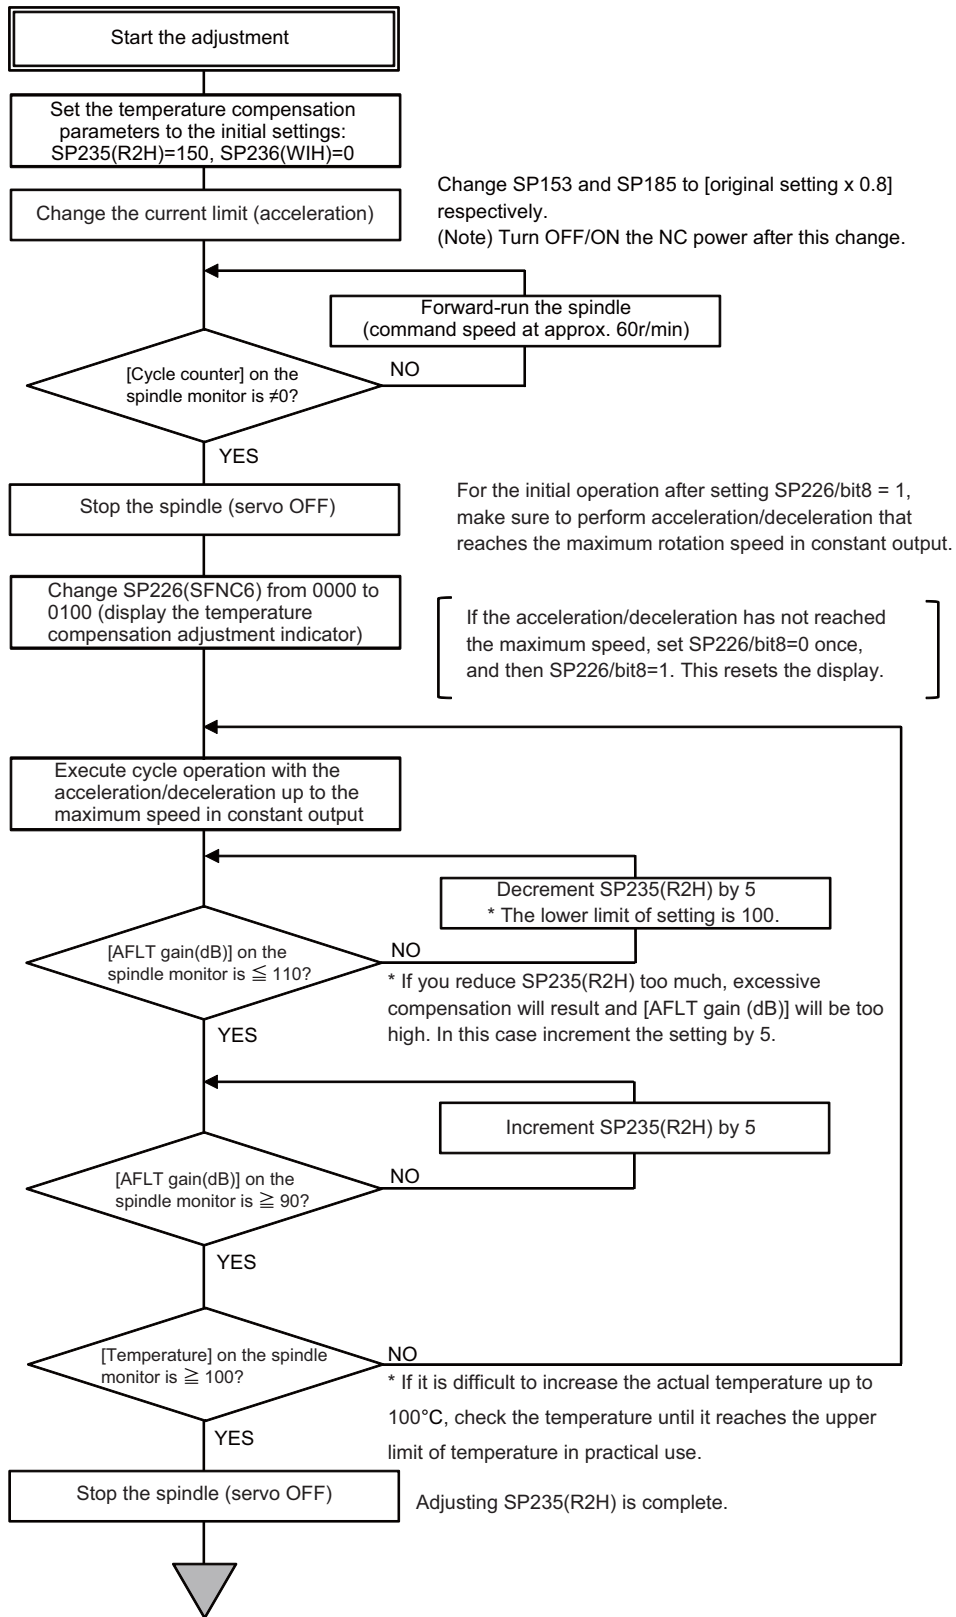 Start the adjustment
Set the temperature compensation
parameters to the initial settings:
SP235(R2H)=150, SP236(WIH)=0
Change the current limit (acceleration)
Change SP153 and SP185 to [original setting x 0.8]
respectively.
(Note) Turn OFF/ON the NC power after this change.
Forward-run the spindle
(command speed at approx. 60r/min)
[Cycle counter] on the
spindle monitor is ≠0?
NO
YES
Stop the spindle (servo OFF)
For the initial operation after setting SP226/bit8 = 1,
make sure to perform acceleration/deceleration that
reaches the maximum rotation speed in constant output.
Change SP226(SFNC6) from 0000 to
0100 (display the temperature
compensation adjustment indicator)
If the acceleration/deceleration has not reached
the maximum speed, set SP226/bit8=0 once,
and then SP226/bit8=1. This resets the display.
Execute cycle operation with the
acceleration/deceleration up to the
maximum speed in constant output
Decrement SP235(R2H) by 5
* The lower limit of setting is 100.
[AFLT gain(dB)] on the
spindle monitor is ≦ 110?
NO
* If you reduce SP235(R2H) too much, excessive
compensation will result and [AFLT gain (dB)] will be too
high. In this case increment the setting by 5.
YES
Increment SP235(R2H) by 5
[AFLT gain(dB)] on the
spindle monitor is ≧ 90?
NO
YES
[Temperature] on the spindle
monitor is ≧ 100?
NO
* If it is difficult to increase the actual temperature up to
100°C, check the temperature until it reaches the upper
limit of temperature in practical use.
YES
Stop the spindle (servo OFF)
Adjusting SP235(R2H) is complete.